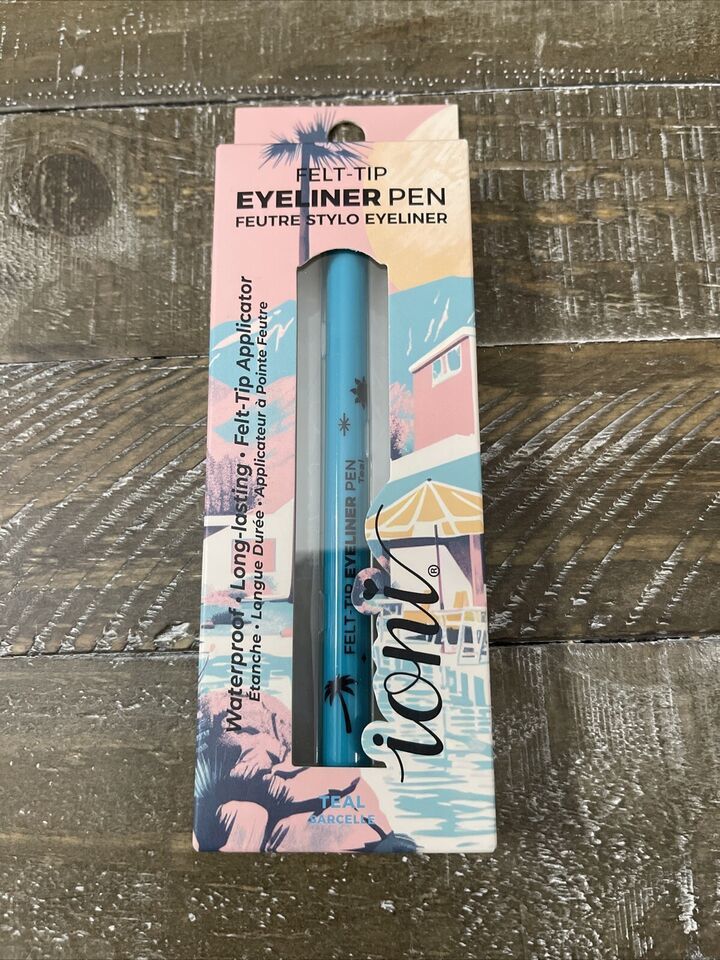 FELT-TIP
EYELINER PEN
FEUTRE STYLO EYELINER
Waterproof • Long-lasting • Felt-Tip Applicator
Étanche • Longue Durée • Applicateur à Pointe Feutre
FELT TIP EYELINER PEN
Teal
ioni®
TEAL
SARCELLE